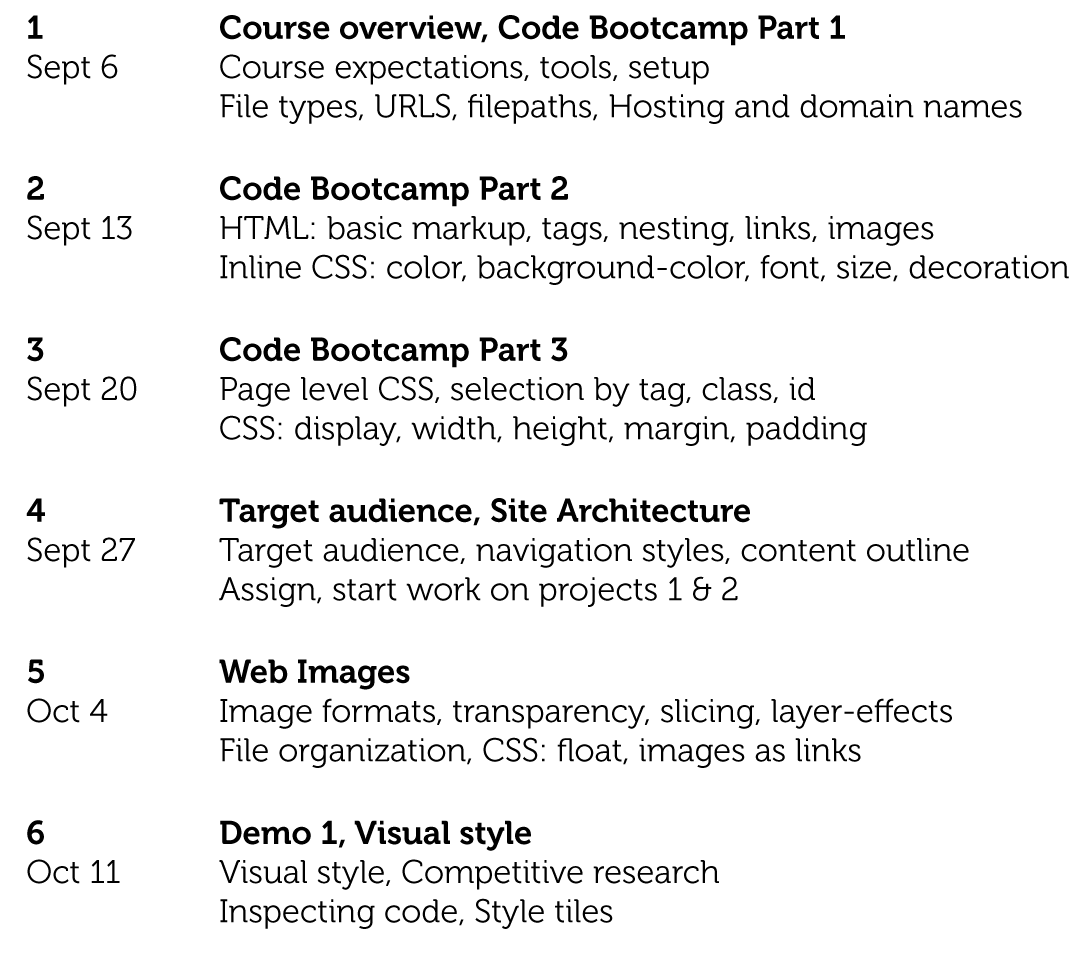 1 Course overview, Code Bootcamp Part 1
Sept 6 Course expectations, tools, setup
File types, URLS, filepaths, Hosting and domain names
2 Code Bootcamp Part 2
Sept 13 HTML: basic markup, tags, nesting, links, images
Inline CSS: color, background-color, font, size, decoration
3 Code Bootcamp Part 3
Sept 20 Page level CSS, selection by tag, class, id
CSS: display, width, height, margin, padding
4 Target audience, Site Architecture
Sept 27 Target audience, navigation styles, content outline
Assign, start work on projects 1 & 2
5 Web Images
Oct 4 Image formats, transparency, slicing, layer-effects
File organization, CSS: float, images as links
6 Demo 1, Visual style
Oct 11 Visual style, Competitive research
Inspecting code, Style tiles